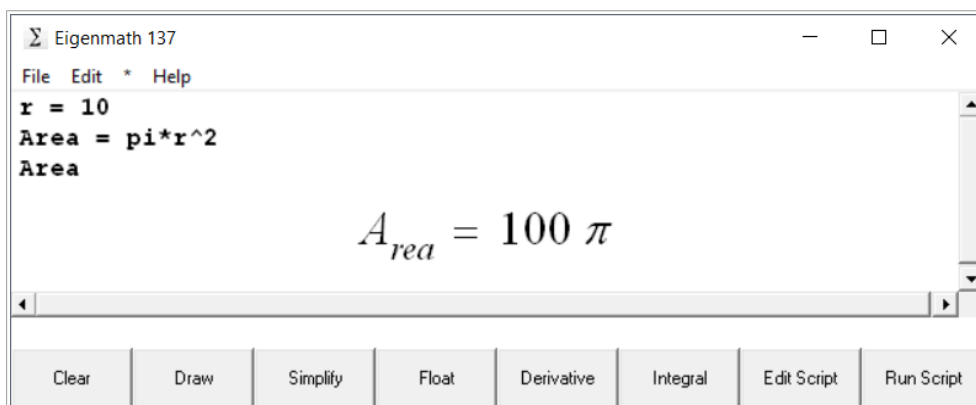 Σ Eigenmath 137
File Edit * Help
r = 10
Area = pi*r^2
Area
A_rea = 100 π
Clear Draw Simplify Float Derivative Integral Edit Script Run Script